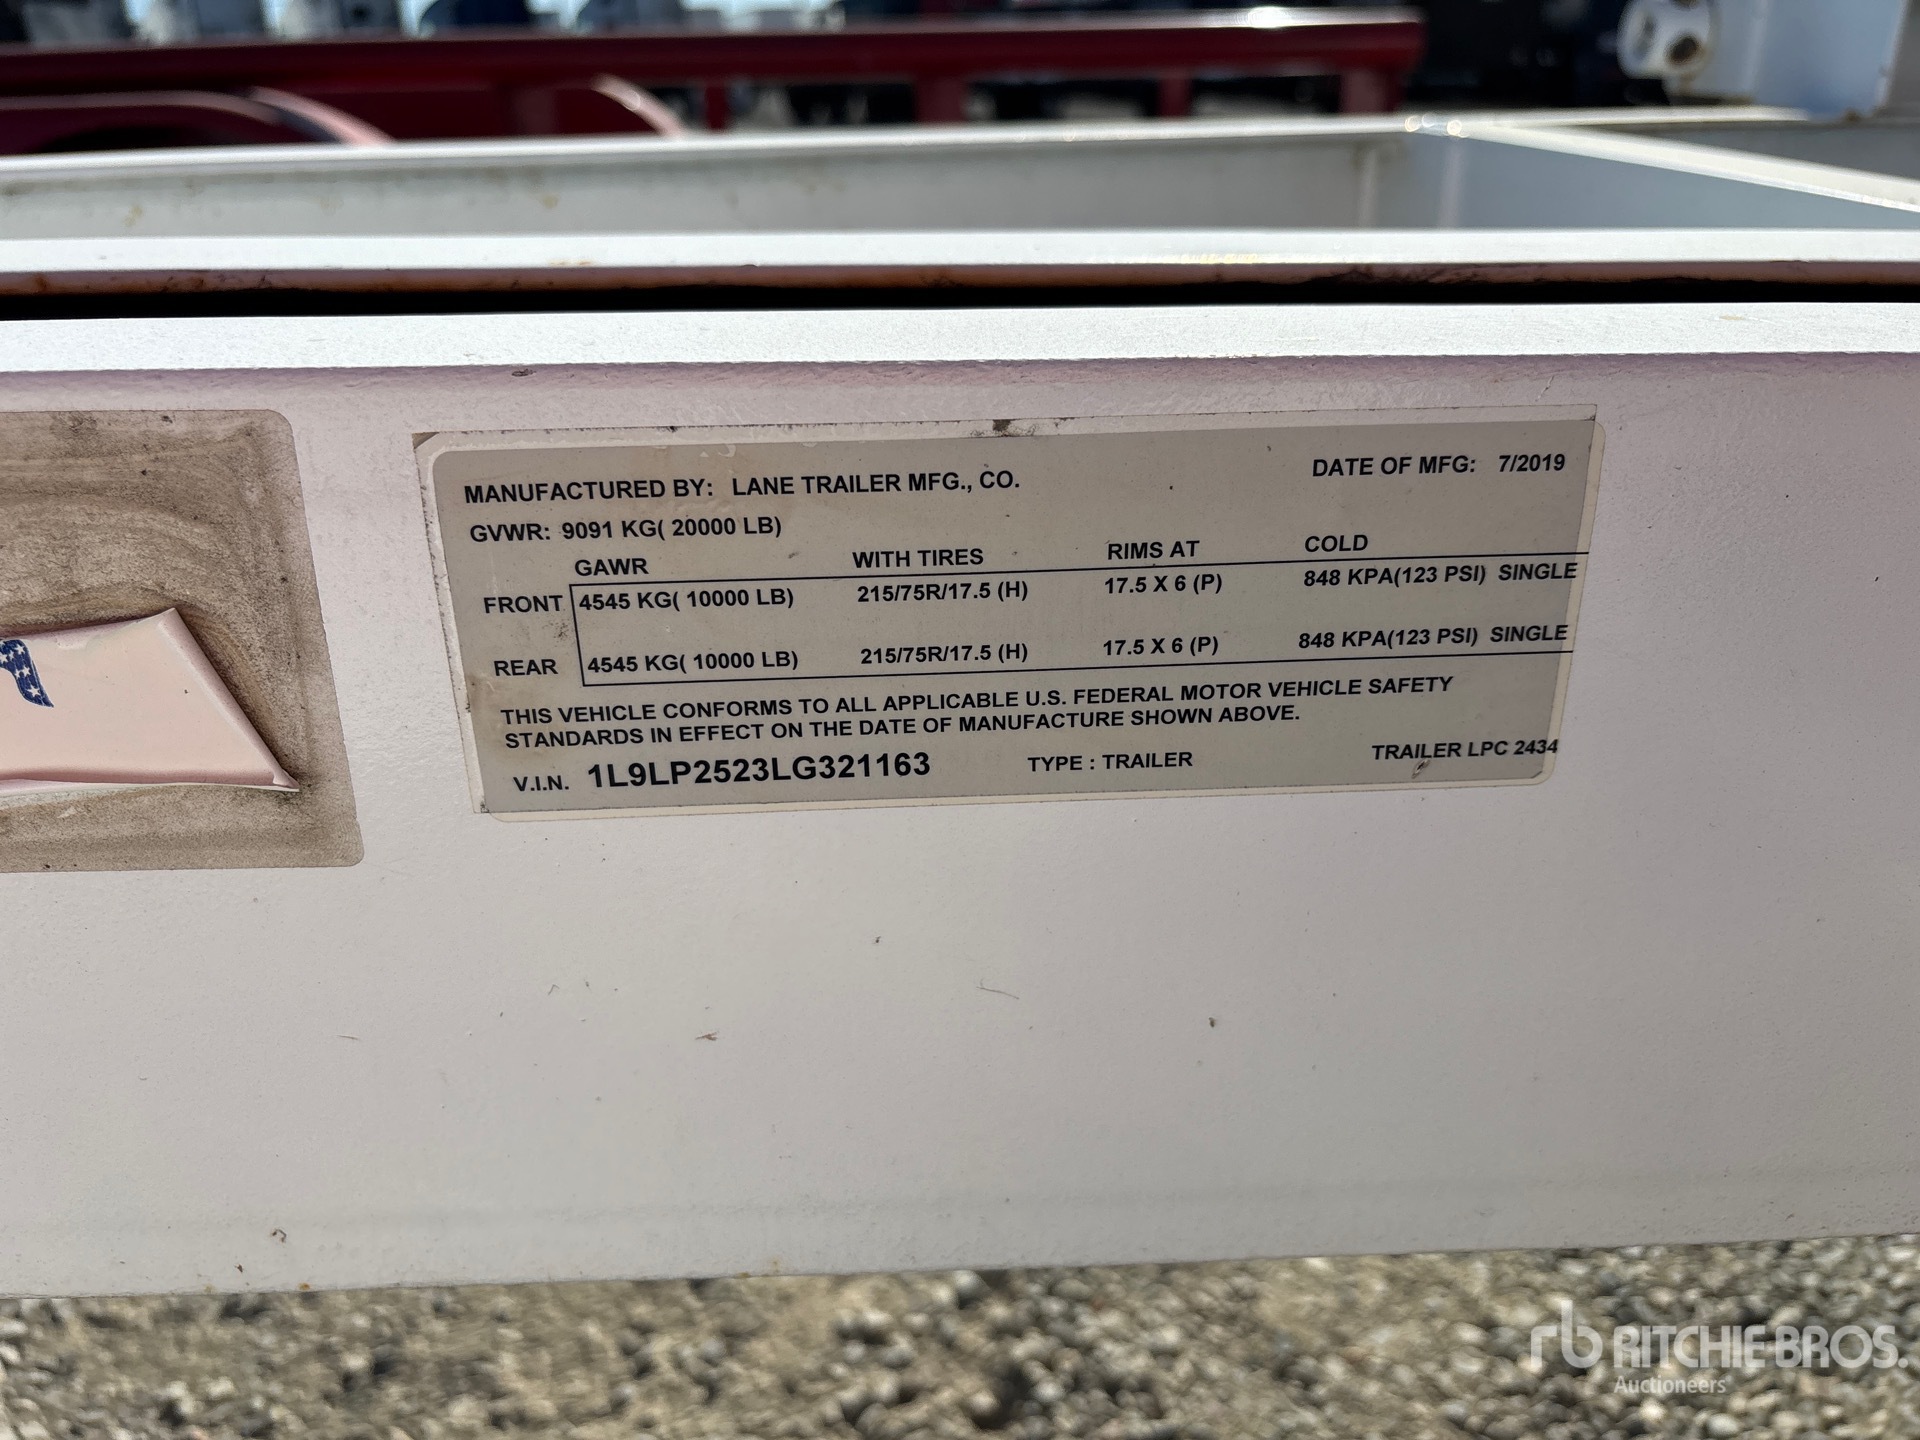 MANUFACTURED BY: LANE TRAILER MFG., CO. DATE OF MFG: 7/2019
GVWR: 9091 KG( 20000 LB)
GAWR WITH TIRES RIMS AT COLD
FRONT 4545 KG( 10000 LB) 215/75R/17.5 (H) 17.5 X 6 (P) 848 KPA(123 PSI) SINGLE
REAR 4545 KG( 10000 LB) 215/75R/17.5 (H) 17.5 X 6 (P) 848 KPA(123 PSI) SINGLE
THIS VEHICLE CONFORMS TO ALL APPLICABLE U.S. FEDERAL MOTOR VEHICLE SAFETY
STANDARDS IN EFFECT ON THE DATE OF MANUFACTURE SHOWN ABOVE.
V.I.N. 1L9LP2523LG321163 TYPE : TRAILER TRAILER LPC 2434
rb RITCHIE BROS.
Auctioneers